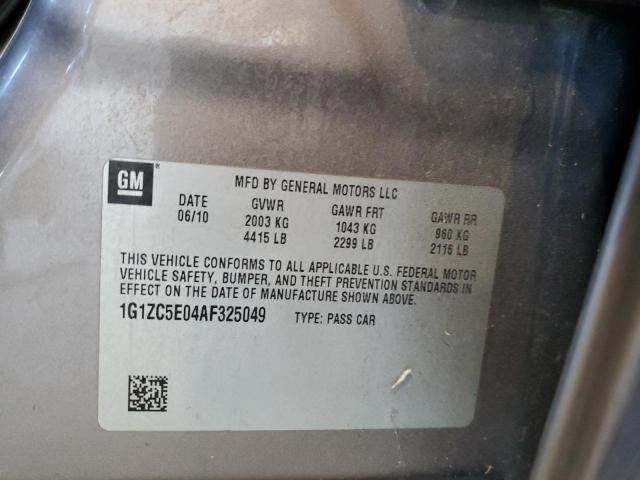 GM® MFD BY GENERAL MOTORS LLC
DATE GVWR GAWR FRT GAWR RR
06/10 2003 KG 1043 KG 960 KG
4415 LB 2299 LB 2116 LB
THIS VEHICLE CONFORMS TO ALL APPLICABLE U.S. FEDERAL MOTOR
VEHICLE SAFETY, BUMPER, AND THEFT PREVENTION STANDARDS IN
EFFECT ON THE DATE OF MANUFACTURE SHOWN ABOVE.
1G1ZC5E04AF325049 TYPE: PASS CAR